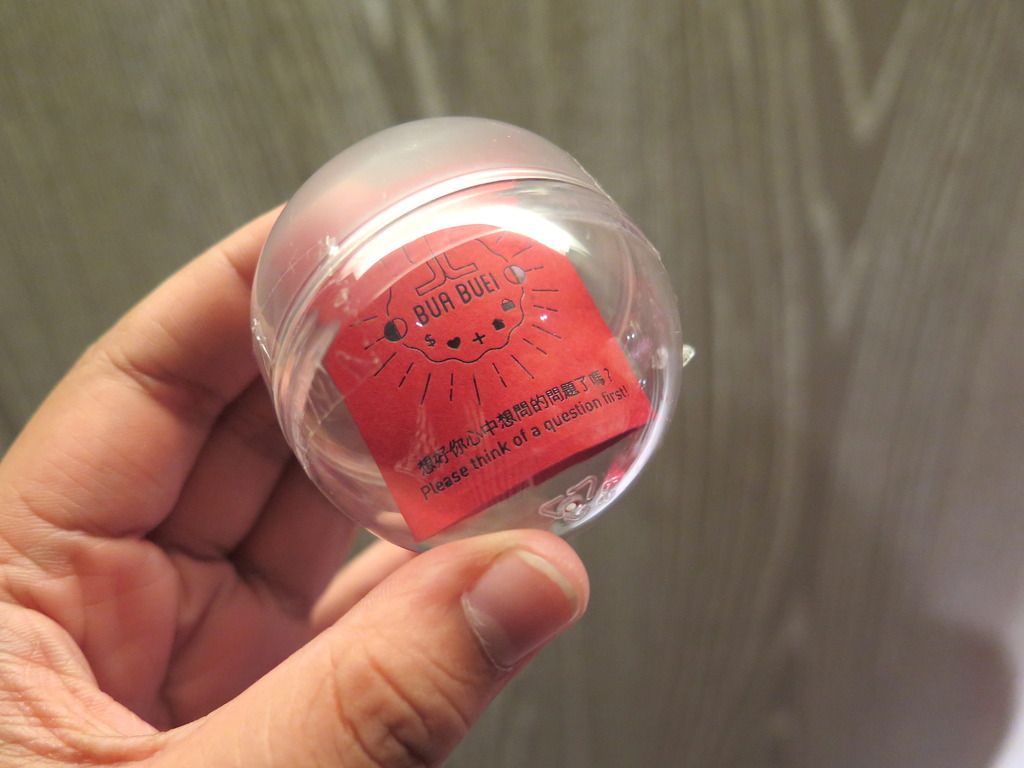 BUA BUEI
$ ♥ +
想好你心中想問的問題了嗎?
Please think of a question first!